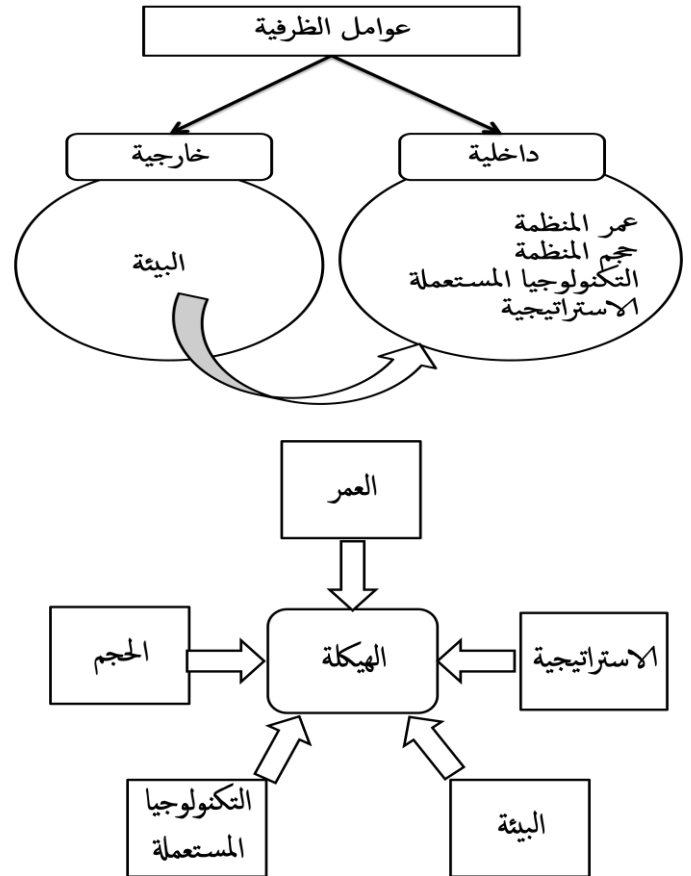 عوامل الظرفية
داخلية
خارجية
عمر المنظمة
حجم المنظمة
التكنولوجيا المستعملة
الاستراتيجية
البيئة
العمر
الاستراتيجية
الهيكلة
الحجم
البيئة
التكنولوجيا
المستعملة